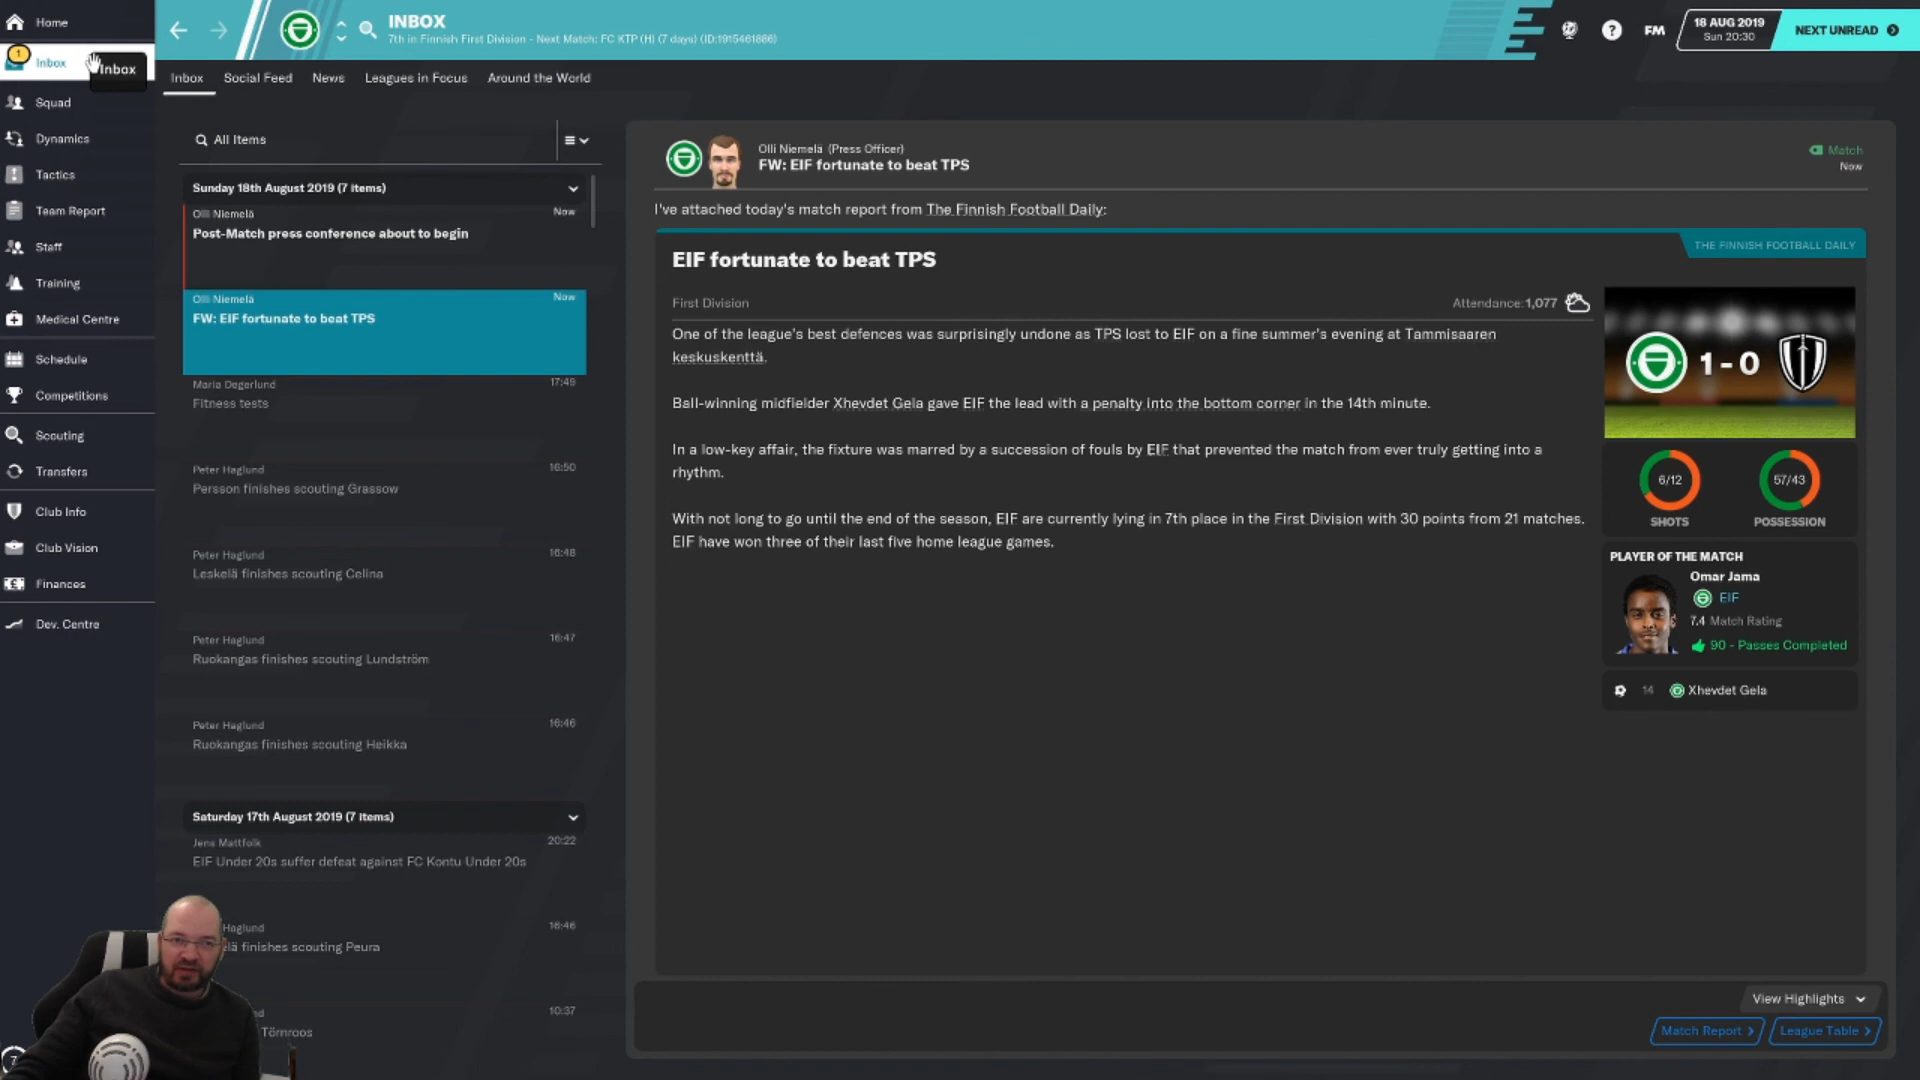 Home
1
Inbox
Inbox
Squad
Dynamics
Tactics
Team Report
Staff
Training
Medical Centre
Schedule
Competitions
Scouting
Transfers
Club Info
Club Vision
Finances
Dev. Centre
INBOX
7th in Finnish First Division - Next Match: FC KTP (H) (7 days) (ID:1915461886)
FM
18 AUG 2019
Sun 20:30
NEXT UNREAD
Inbox Social Feed News Leagues in Focus Around the World
All Items
Sunday 18th August 2019 (7 items)
Olli Niemelä Now
Post-Match press conference about to begin
Olli Niemelä Now
FW: EIF fortunate to beat TPS
Maria Degerlund 17:49
Fitness tests
Peter Haglund 16:50
Persson finishes scouting Grassow
Peter Haglund 16:48
Leskelä finishes scouting Celina
Peter Haglund 16:47
Ruokangas finishes scouting Lundström
Peter Haglund 16:46
Ruokangas finishes scouting Heikka
Saturday 17th August 2019 (7 items)
Jens Mattfolk 20:22
EIF Under 20s suffer defeat against FC Kontu Under 20s
Haglund 16:46
finishes scouting Peura
10:37
Törnroos
Olli Niemelä (Press Officer)
FW: EIF fortunate to beat TPS
Match
Now
I've attached today's match report from The Finnish Football Daily:
THE FINNISH FOOTBALL DAILY
EIF fortunate to beat TPS
First Division Attendance: 1,077
One of the league's best defences was surprisingly undone as TPS lost to EIF on a fine summer's evening at Tammisaaren
keskuskenttä.
Ball-winning midfielder Xhevdet Gela gave EIF the lead with a penalty into the bottom corner in the 14th minute.
In a low-key affair, the fixture was marred by a succession of fouls by EIF that prevented the match from ever truly getting into a
rhythm.
With not long to go until the end of the season, EIF are currently lying in 7th place in the First Division with 30 points from 21 matches.
EIF have won three of their last five home league games.
1 - 0
6/12
SHOTS
57/43
POSSESSION
PLAYER OF THE MATCH
Omar Jama
EIF
7.4 Match Rating
90 - Passes Completed
14 Xhevdet Gela
View Highlights
Match Report
League Table